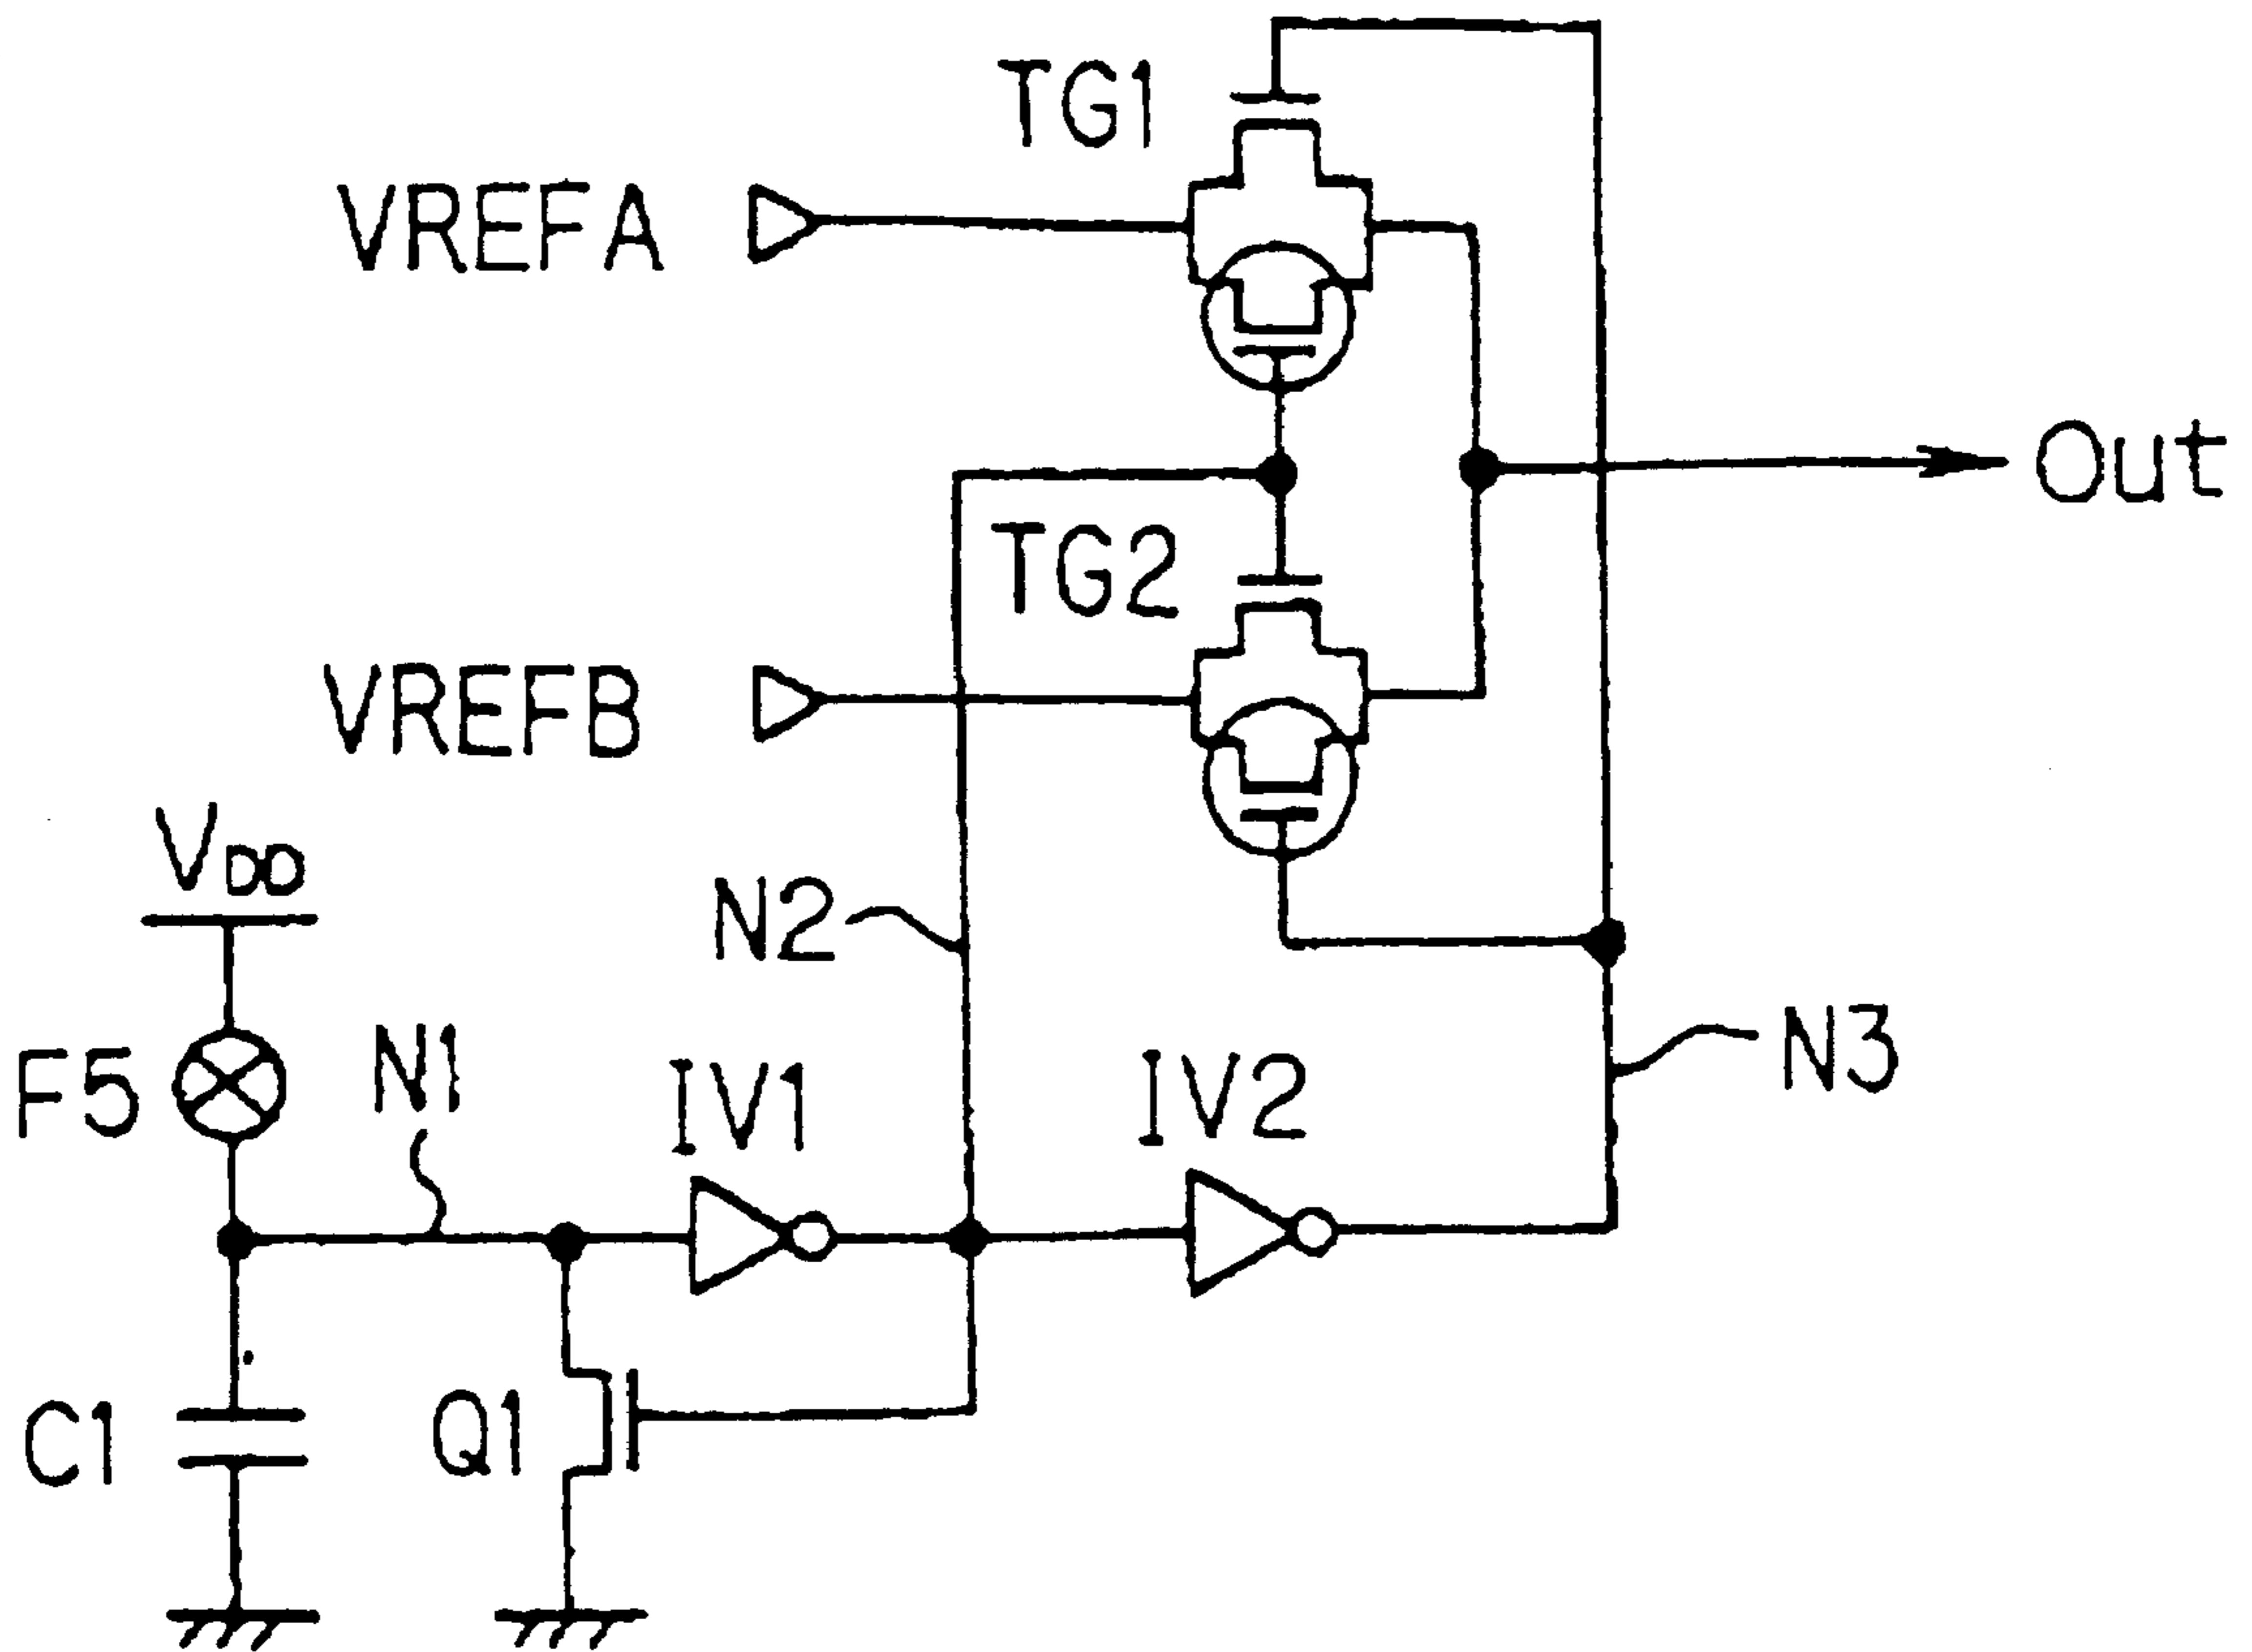 TG1
VREFA
Out
TG2
VREFB
VDD
N2
N3
F5
N1
IV1
IV2
C1
Q1